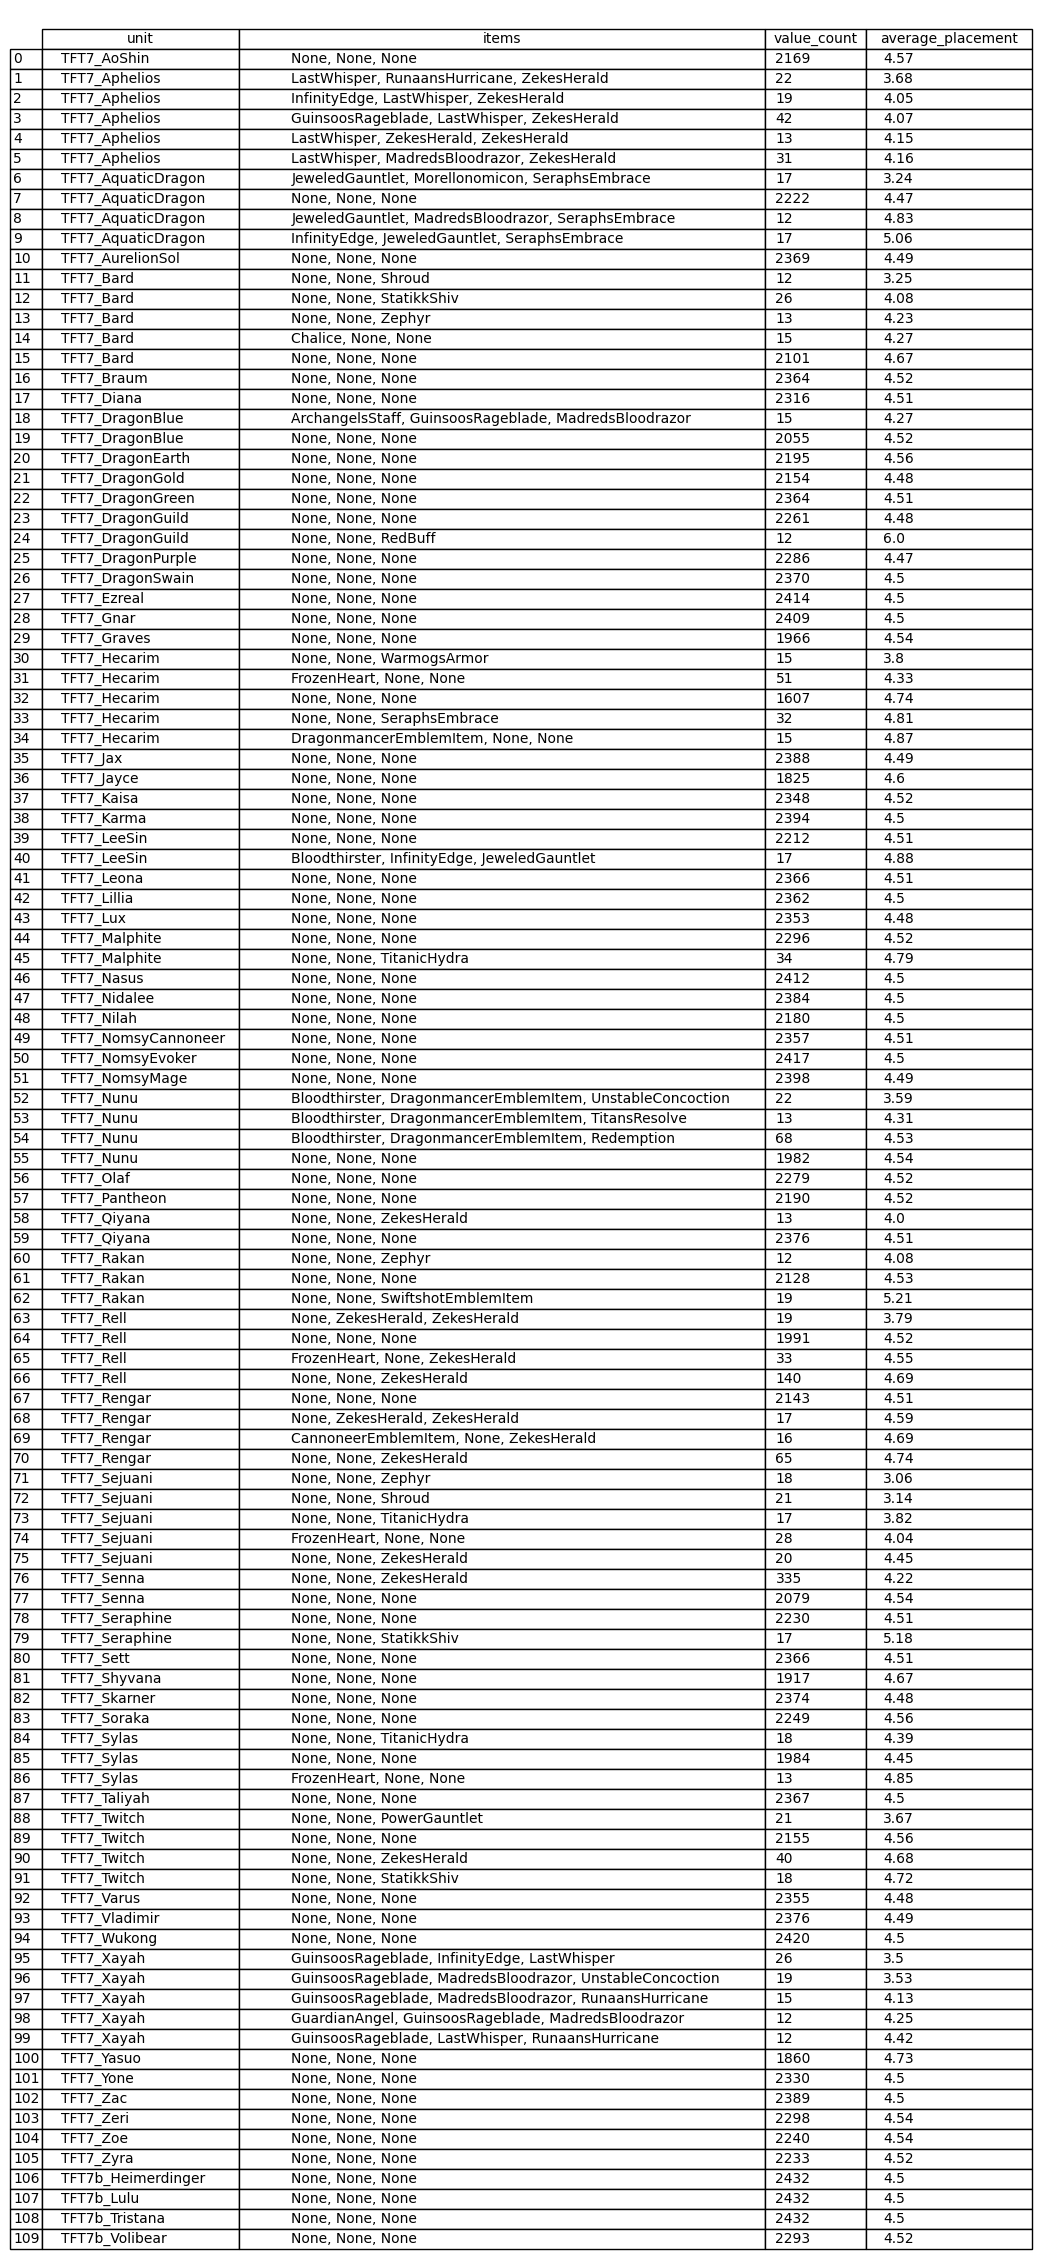 unit items value_count average_placement
0 TFT7_AoShin None, None, None 2169 4.57
1 TFT7_Aphelios LastWhisper, RunaansHurricane, ZekesHerald 22 3.68
2 TFT7_Aphelios InfinityEdge, LastWhisper, ZekesHerald 19 4.05
3 TFT7_Aphelios GuinsoosRageblade, LastWhisper, ZekesHerald 42 4.07
4 TFT7_Aphelios LastWhisper, ZekesHerald, ZekesHerald 13 4.15
5 TFT7_Aphelios LastWhisper, MadredsBloodrazor, ZekesHerald 31 4.16
6 TFT7_AquaticDragon JeweledGauntlet, Morellonomicon, SeraphsEmbrace 17 3.24
7 TFT7_AquaticDragon None, None, None 2222 4.47
8 TFT7_AquaticDragon JeweledGauntlet, MadredsBloodrazor, SeraphsEmbrace 12 4.83
9 TFT7_AquaticDragon InfinityEdge, JeweledGauntlet, SeraphsEmbrace 17 5.06
10 TFT7_AurelionSol None, None, None 2369 4.49
11 TFT7_Bard None, None, Shroud 12 3.25
12 TFT7_Bard None, None, StatikkShiv 26 4.08
13 TFT7_Bard None, None, Zephyr 13 4.23
14 TFT7_Bard Chalice, None, None 15 4.27
15 TFT7_Bard None, None, None 2101 4.67
16 TFT7_Braum None, None, None 2364 4.52
17 TFT7_Diana None, None, None 2316 4.51
18 TFT7_DragonBlue ArchangelsStaff, GuinsoosRageblade, MadredsBloodrazor 15 4.27
19 TFT7_DragonBlue None, None, None 2055 4.52
20 TFT7_DragonEarth None, None, None 2195 4.56
21 TFT7_DragonGold None, None, None 2154 4.48
22 TFT7_DragonGreen None, None, None 2364 4.51
23 TFT7_DragonGuild None, None, None 2261 4.48
24 TFT7_DragonGuild None, None, RedBuff 12 6.0
25 TFT7_DragonPurple None, None, None 2286 4.47
26 TFT7_DragonSwain None, None, None 2370 4.5
27 TFT7_Ezreal None, None, None 2414 4.5
28 TFT7_Gnar None, None, None 2409 4.5
29 TFT7_Graves None, None, None 1966 4.54
30 TFT7_Hecarim None, None, WarmogsArmor 15 3.8
31 TFT7_Hecarim FrozenHeart, None, None 51 4.33
32 TFT7_Hecarim None, None, None 1607 4.74
33 TFT7_Hecarim None, None, SeraphsEmbrace 32 4.81
34 TFT7_Hecarim DragonmancerEmblemItem, None, None 15 4.87
35 TFT7_Jax None, None, None 2388 4.49
36 TFT7_Jayce None, None, None 1825 4.6
37 TFT7_Kaisa None, None, None 2348 4.52
38 TFT7_Karma None, None, None 2394 4.5
39 TFT7_LeeSin None, None, None 2212 4.51
40 TFT7_LeeSin Bloodthirster, InfinityEdge, JeweledGauntlet 17 4.88
41 TFT7_Leona None, None, None 2366 4.51
42 TFT7_Lillia None, None, None 2362 4.5
43 TFT7_Lux None, None, None 2353 4.48
44 TFT7_Malphite None, None, None 2296 4.52
45 TFT7_Malphite None, None, TitanicHydra 34 4.79
46 TFT7_Nasus None, None, None 2412 4.5
47 TFT7_Nidalee None, None, None 2384 4.5
48 TFT7_Nilah None, None, None 2180 4.5
49 TFT7_NomsyCannoneer None, None, None 2357 4.51
50 TFT7_NomsyEvoker None, None, None 2417 4.5
51 TFT7_NomsyMage None, None, None 2398 4.49
52 TFT7_Nunu Bloodthirster, DragonmancerEmblemItem, UnstableConcoction 22 3.59
53 TFT7_Nunu Bloodthirster, DragonmancerEmblemItem, TitansResolve 13 4.31
54 TFT7_Nunu Bloodthirster, DragonmancerEmblemItem, Redemption 68 4.53
55 TFT7_Nunu None, None, None 1982 4.54
56 TFT7_Olaf None, None, None 2279 4.52
57 TFT7_Pantheon None, None, None 2190 4.52
58 TFT7_Qiyana None, None, ZekesHerald 13 4.0
59 TFT7_Qiyana None, None, None 2376 4.51
60 TFT7_Rakan None, None, Zephyr 12 4.08
61 TFT7_Rakan None, None, None 2128 4.53
62 TFT7_Rakan None, None, SwiftshotEmblemItem 19 5.21
63 TFT7_Rell None, ZekesHerald, ZekesHerald 19 3.79
64 TFT7_Rell None, None, None 1991 4.52
65 TFT7_Rell FrozenHeart, None, ZekesHerald 33 4.55
66 TFT7_Rell None, None, ZekesHerald 140 4.69
67 TFT7_Rengar None, None, None 2143 4.51
68 TFT7_Rengar None, ZekesHerald, ZekesHerald 17 4.59
69 TFT7_Rengar CannoneerEmblemItem, None, ZekesHerald 16 4.69
70 TFT7_Rengar None, None, ZekesHerald 65 4.74
71 TFT7_Sejuani None, None, Zephyr 18 3.06
72 TFT7_Sejuani None, None, Shroud 21 3.14
73 TFT7_Sejuani None, None, TitanicHydra 17 3.82
74 TFT7_Sejuani FrozenHeart, None, None 28 4.04
75 TFT7_Sejuani None, None, ZekesHerald 20 4.45
76 TFT7_Senna None, None, ZekesHerald 335 4.22
77 TFT7_Senna None, None, None 2079 4.54
78 TFT7_Seraphine None, None, None 2230 4.51
79 TFT7_Seraphine None, None, StatikkShiv 17 5.18
80 TFT7_Sett None, None, None 2366 4.51
81 TFT7_Shyvana None, None, None 1917 4.67
82 TFT7_Skarner None, None, None 2374 4.48
83 TFT7_Soraka None, None, None 2249 4.56
84 TFT7_Sylas None, None, TitanicHydra 18 4.39
85 TFT7_Sylas None, None, None 1984 4.45
86 TFT7_Sylas FrozenHeart, None, None 13 4.85
87 TFT7_Taliyah None, None, None 2367 4.5
88 TFT7_Twitch None, None, PowerGauntlet 21 3.67
89 TFT7_Twitch None, None, None 2155 4.56
90 TFT7_Twitch None, None, ZekesHerald 40 4.68
91 TFT7_Twitch None, None, StatikkShiv 18 4.72
92 TFT7_Varus None, None, None 2355 4.48
93 TFT7_Vladimir None, None, None 2376 4.49
94 TFT7_Wukong None, None, None 2420 4.5
95 TFT7_Xayah GuinsoosRageblade, InfinityEdge, LastWhisper 26 3.5
96 TFT7_Xayah GuinsoosRageblade, MadredsBloodrazor, UnstableConcoction 19 3.53
97 TFT7_Xayah GuinsoosRageblade, MadredsBloodrazor, RunaansHurricane 15 4.13
98 TFT7_Xayah GuardianAngel, GuinsoosRageblade, MadredsBloodrazor 12 4.25
99 TFT7_Xayah GuinsoosRageblade, LastWhisper, RunaansHurricane 12 4.42
100 TFT7_Yasuo None, None, None 1860 4.73
101 TFT7_Yone None, None, None 2330 4.5
102 TFT7_Zac None, None, None 2389 4.5
103 TFT7_Zeri None, None, None 2298 4.54
104 TFT7_Zoe None, None, None 2240 4.54
105 TFT7_Zyra None, None, None 2233 4.52
106 TFT7b_Heimerdinger None, None, None 2432 4.5
107 TFT7b_Lulu None, None, None 2432 4.5
108 TFT7b_Tristana None, None, None 2432 4.5
109 TFT7b_Volibear None, None, None 2293 4.52